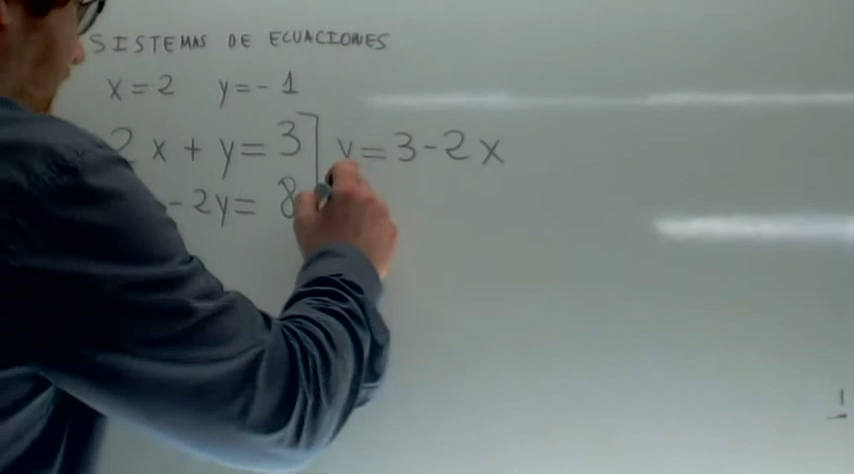 SISTEMAS DE ECUACIONES
x = 2 y = - 1
2x + y = 3 y = 3 - 2x
- 2y = 8